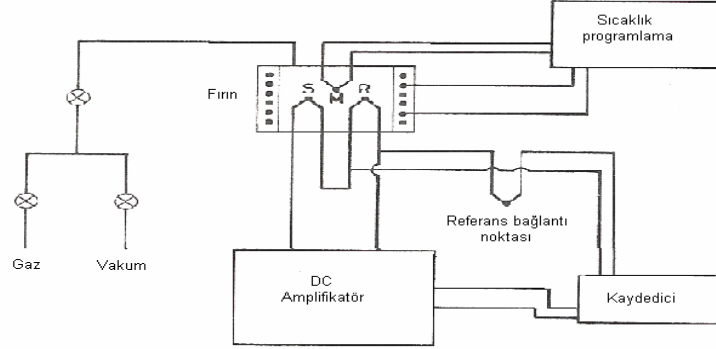 Sıcaklık
programlama
Fırın
S
M
R
Referans bağlantı
noktası
Gaz
Vakum
DC
Amplifikatör
Kaydedici